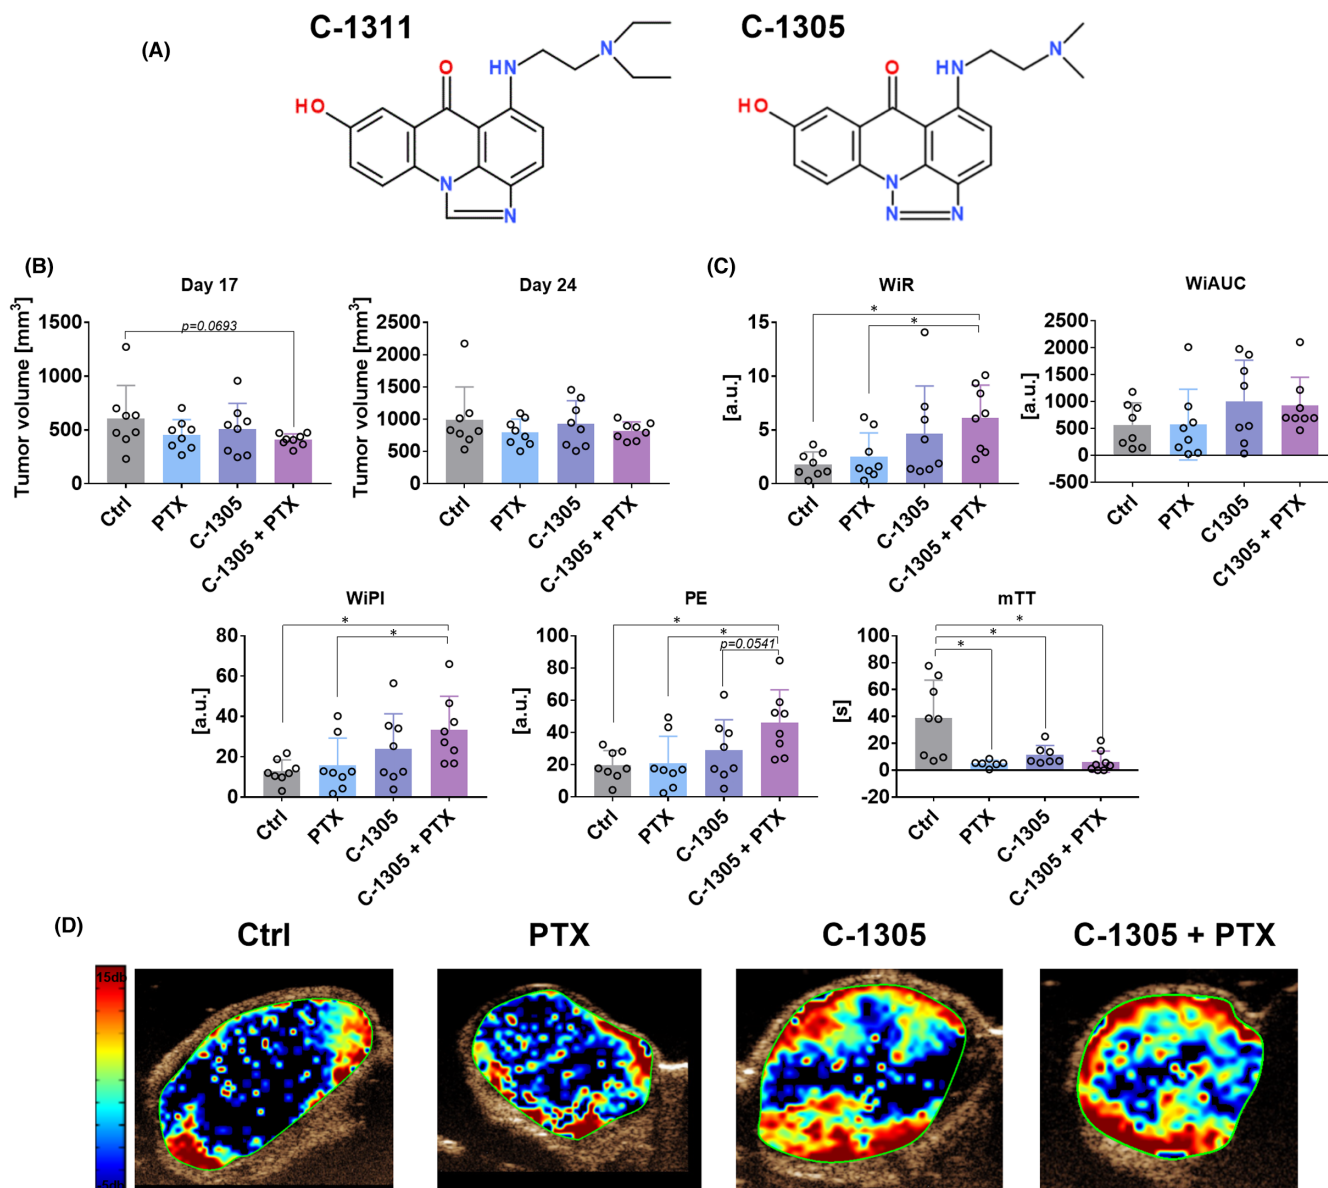 C-1311
C-1305
(A)
O
HN
N
HO
N
N
O
HN
N
HO
N
N
N
(B)
Day 17
Tumor volume [mm³]
1500
1000
500
0
p=0.0693
Ctrl
PTX
C-1305
C-1305 + PTX
Day 24
Tumor volume [mm³]
2500
2000
1500
1000
500
0
Ctrl
PTX
C-1305
C-1305 + PTX
(C)
WiR
[a.u.]
15
10
5
0
*
*
Ctrl
PTX
C-1305
C-1305 + PTX
WiAUC
[a.u.]
2500
2000
1500
1000
500
0
-500
Ctrl
PTX
C1305
C1305 + PTX
WiPI
[a.u.]
80
60
40
20
0
*
*
Ctrl
PTX
C-1305
C-1305 + PTX
PE
[a.u.]
100
80
60
40
20
0
*
*
p=0.0541
Ctrl
PTX
C-1305
C-1305 + PTX
mTT
[s]
100
80
60
40
20
0
-20
*
*
*
Ctrl
PTX
C-1305
C-1305 + PTX
(D)
Ctrl
PTX
C-1305
C-1305 + PTX
15db
-5db